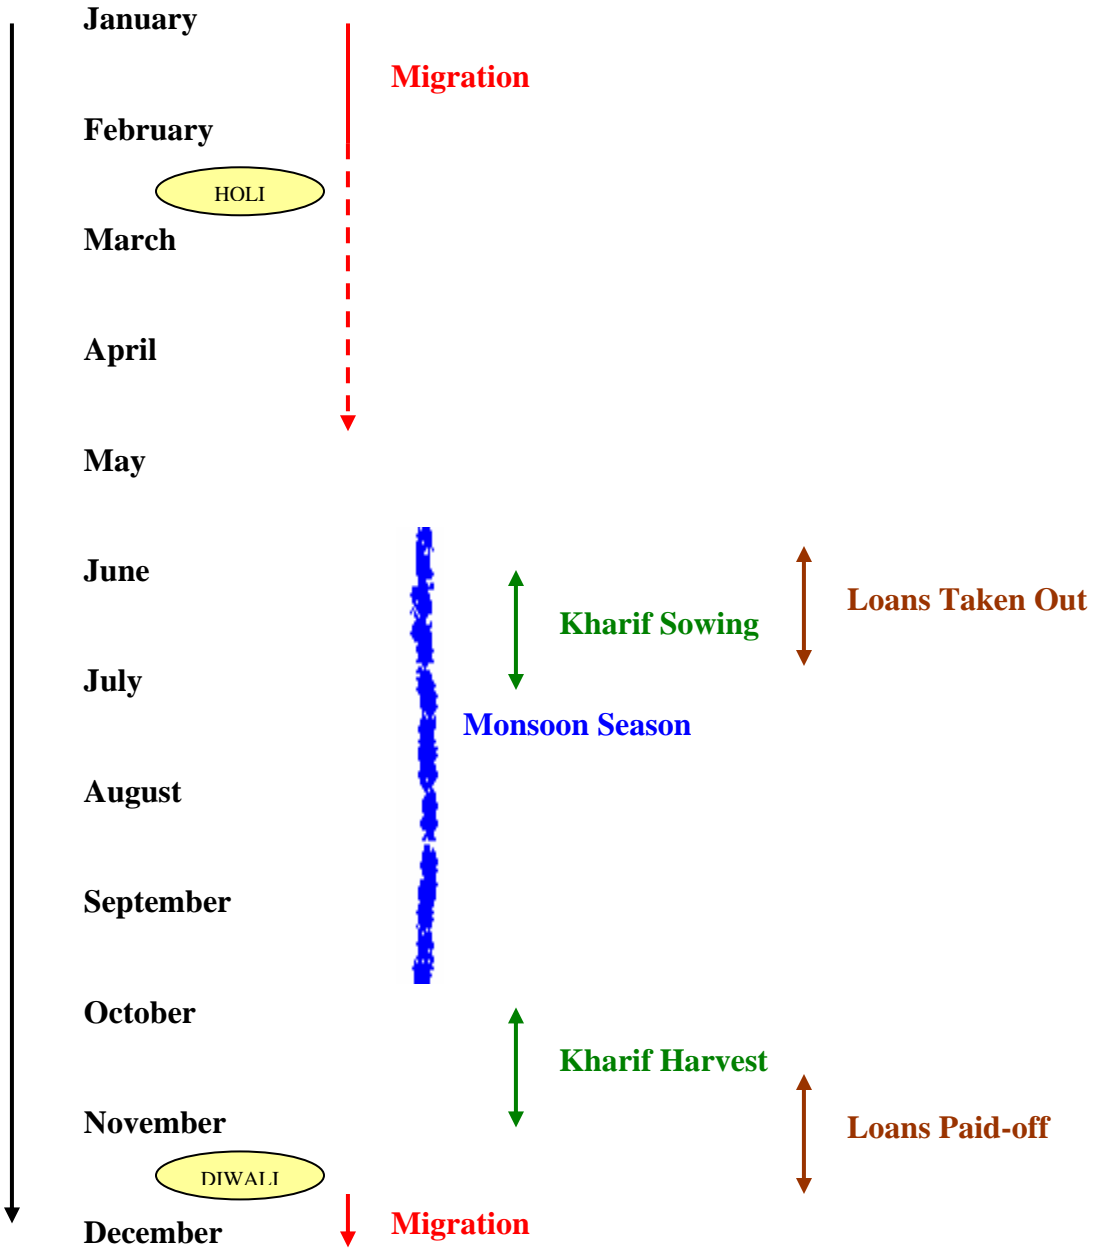 January
Migration
February
HOLI
March
April
May
June
Loans Taken Out
Kharif Sowing
July
Monsoon Season
August
September
October
Kharif Harvest
November
Loans Paid-off
DIWALI
Migration
December